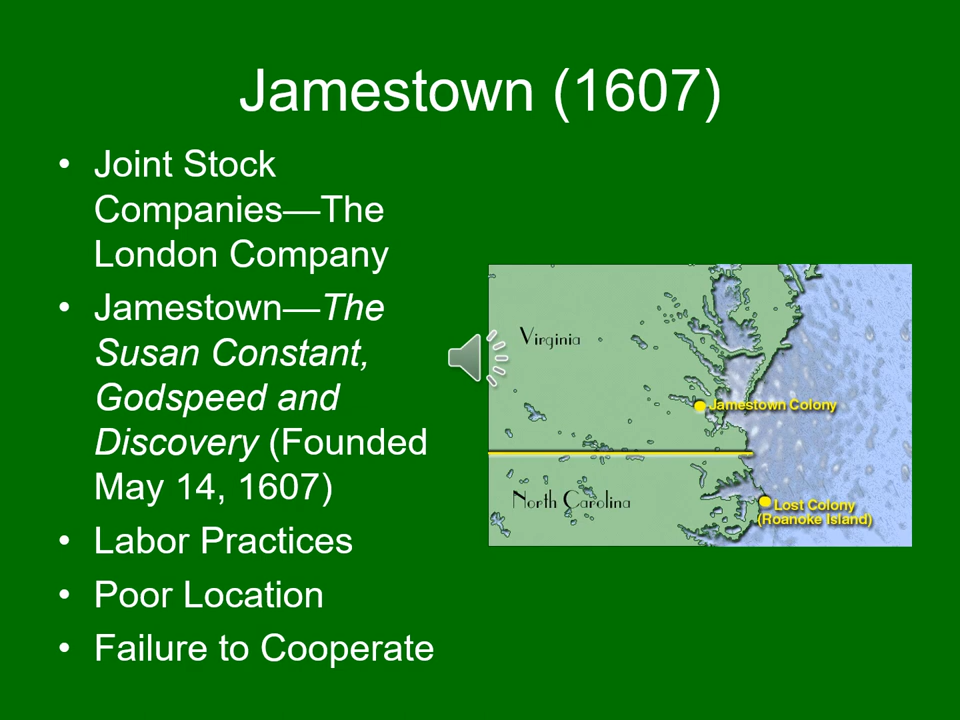 Jamestown (1607)
• Joint Stock
Companies—The
London Company
• Jamestown—The
Susan Constant,
Godspeed and
Discovery (Founded
May 14, 1607)
• Labor Practices
• Poor Location
• Failure to Cooperate
Virginia
Jamestown Colony
North Carolina
Lost Colony
(Roanoke Island)